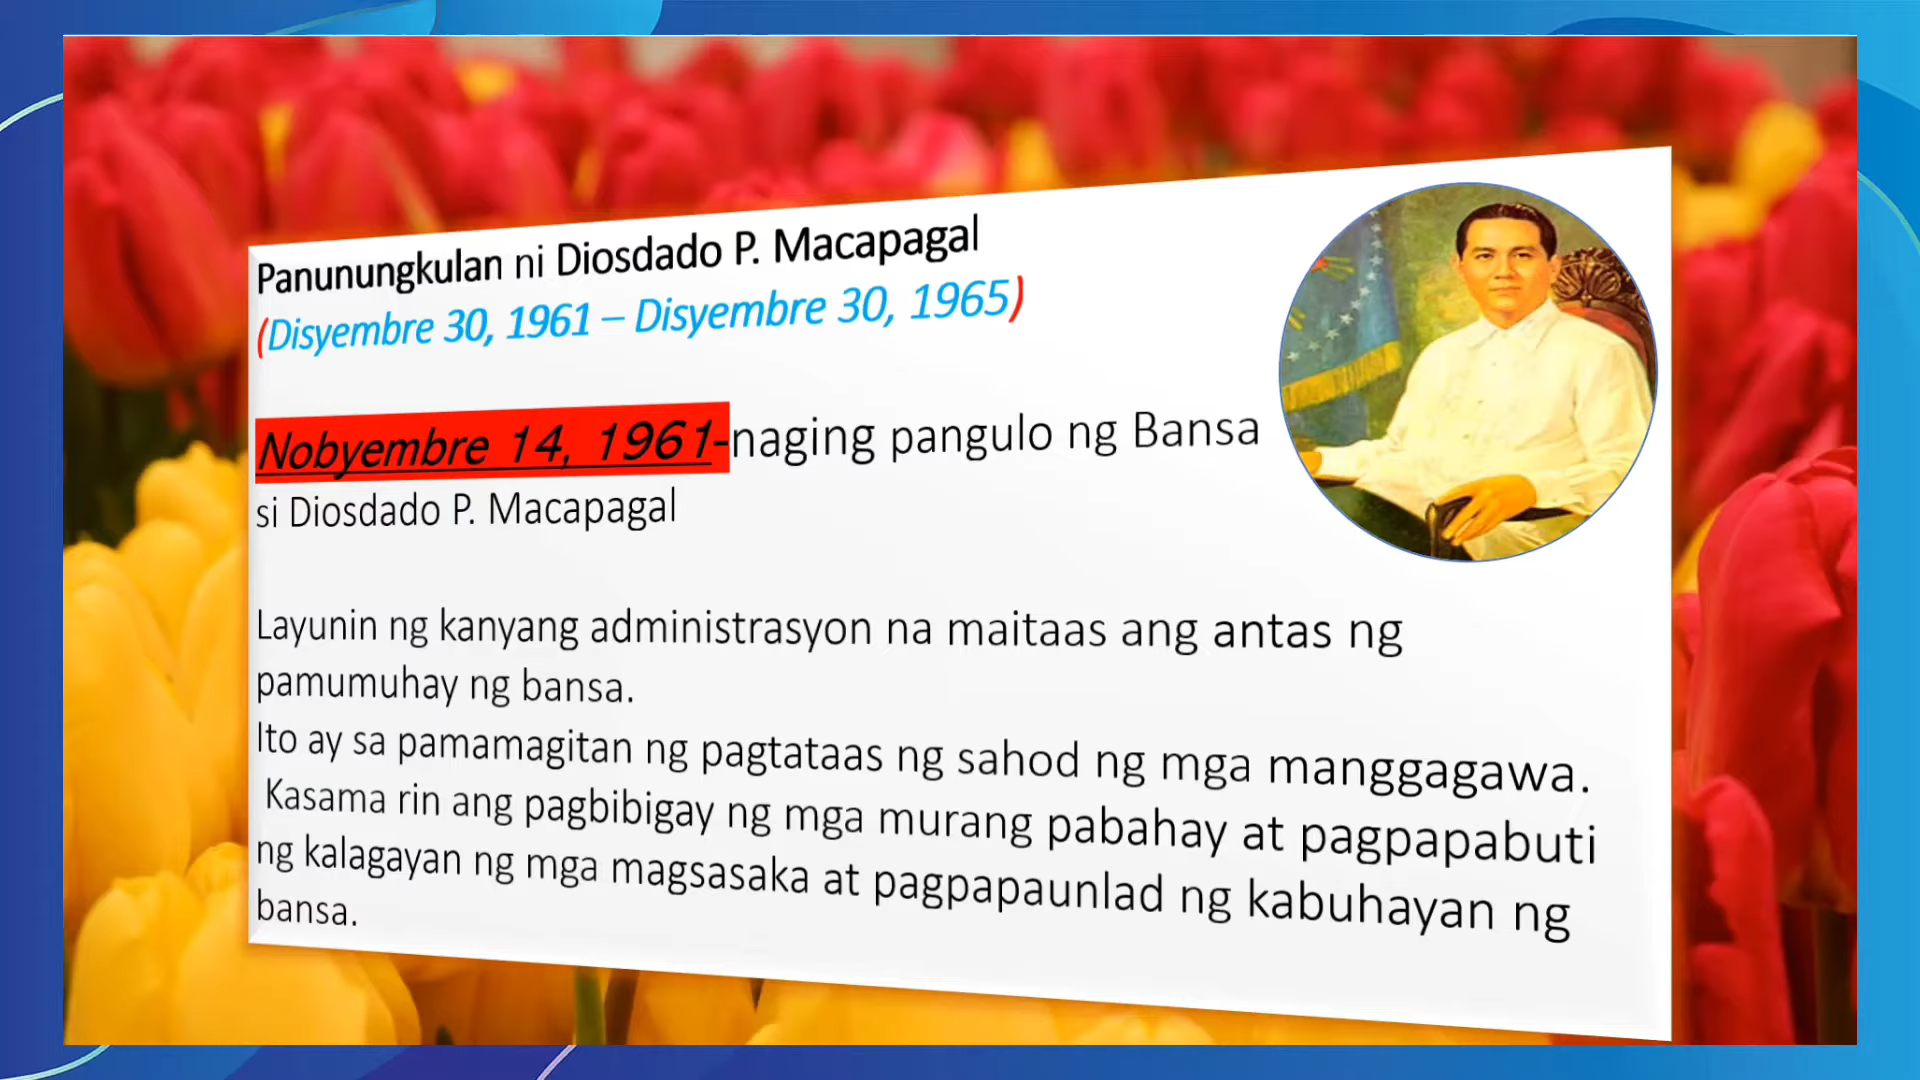 Panunungkulan ni Diosdado P. Macapagal
(Disyembre 30, 1961 – Disyembre 30, 1965)
Nobyembre 14, 1961-naging pangulo ng Bansa
si Diosdado P. Macapagal
Layunin ng kanyang administrasyon na maitaas ang antas ng
pamumuhay ng bansa.
Ito ay sa pamamagitan ng pagtataas ng sahod ng mga manggagawa.
Kasama rin ang pagbibigay ng mga murang pabahay at pagpapabuti
ng kalagayan ng mga magsasaka at pagpapaunlad ng kabuhayan ng
bansa.